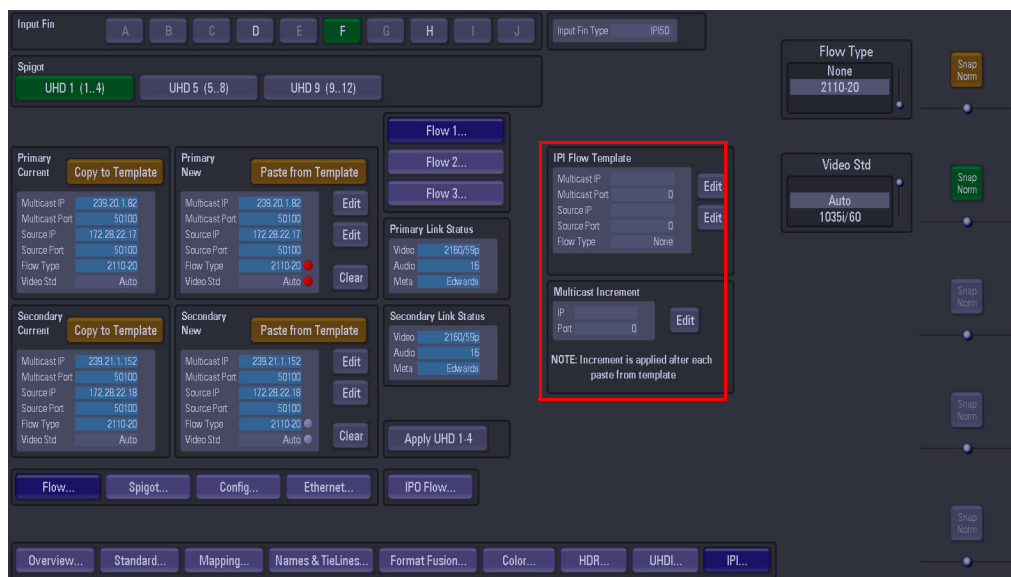 Input Fin
A B C D E F G H I J
Input Fin Type IPI50
Spigot
UHD 1 (1..4) UHD 5 (5..8) UHD 9 (9..12)
Flow Type
None
2110-20
Snap Norm
Flow 1...
Flow 2...
Flow 3...
Primary Current
Copy to Template
Multicast IP 239.20.1.82
Multicast Port 50100
Source IP 172.28.22.17
Source Port 50100
Flow Type 2110-20
Video Std Auto
Primary New
Paste from Template
Multicast IP 239.20.1.82
Multicast Port 50100
Source IP 172.28.22.17
Source Port 50100
Flow Type 2110-20
Video Std Auto
Edit
Edit
Clear
Primary Link Status
Video 2160/59p
Audio 16
Meta Edwards
IPI Flow Template
Multicast IP
Multicast Port 0
Source IP
Source Port 0
Flow Type None
Edit
Edit
Video Std
Auto
1035i/60
Snap Norm
Secondary Current
Copy to Template
Multicast IP 239.21.1.152
Multicast Port 50100
Source IP 172.28.22.18
Source Port 50100
Flow Type 2110-20
Video Std Auto
Secondary New
Paste from Template
Multicast IP 239.21.1.152
Multicast Port 50100
Source IP 172.28.22.18
Source Port 50100
Flow Type 2110-20
Video Std Auto
Edit
Edit
Clear
Secondary Link Status
Video 2160/59p
Audio 16
Meta Edwards
Multicast Increment
IP
Port 0
Edit
NOTE: Increment is applied after each
paste from template
Snap Norm
Snap Norm
Apply UHD 1-4
Flow... Spigot... Config... Ethernet... IPO Flow...
Snap Norm
Overview... Standard... Mapping... Names & TieLines... Format Fusion... Color... HDR... UHDI... IPI...